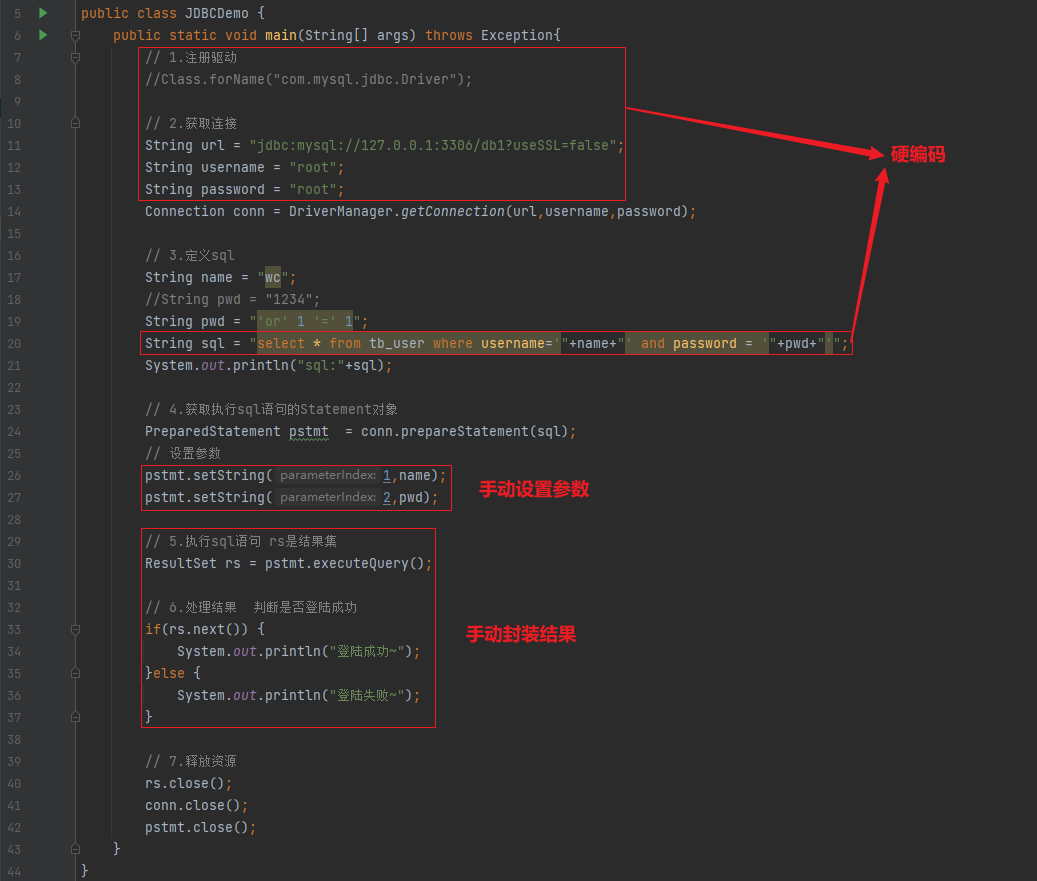 5 public class JDBCDemo {
6 public static void main(String[] args) throws Exception{
7 // 1.注册驱动
8 //Class.forName("com.mysql.jdbc.Driver");
9
10 // 2.获取连接
11 String url = "jdbc:mysql://127.0.0.1:3306/db1?useSSL=false";
硬编码
12 String username = "root";
13 String password = "root";
14 Connection conn = DriverManager.getConnection(url,username,password);
15
16 // 3.定义sql
17 String name = "wc";
18 //String pwd = "1234";
19 String pwd = "'or' 1 '=' 1";
20 String sql = "select * from tb_user where username='"+name+"' and password = '"+pwd+"'";
21 System.out.println("sql:"+sql);
22
23 // 4.获取执行sql语句的Statement对象
24 PreparedStatement pstmt  = conn.prepareStatement(sql);
25 // 设置参数
26 pstmt.setString( parameterIndex: 1,name);
27 pstmt.setString( parameterIndex: 2,pwd);
手动设置参数
28
29 // 5.执行sql语句 rs是结果集
30 ResultSet rs = pstmt.executeQuery();
31
32 // 6.处理结果  判断是否登陆成功
33 if(rs.next()) {
手动封装结果
34 System.out.println("登陆成功~");
35 }else {
36 System.out.println("登陆失败~");
37 }
38
39 // 7.释放资源
40 rs.close();
41 conn.close();
42 pstmt.close();
43 }
44 }